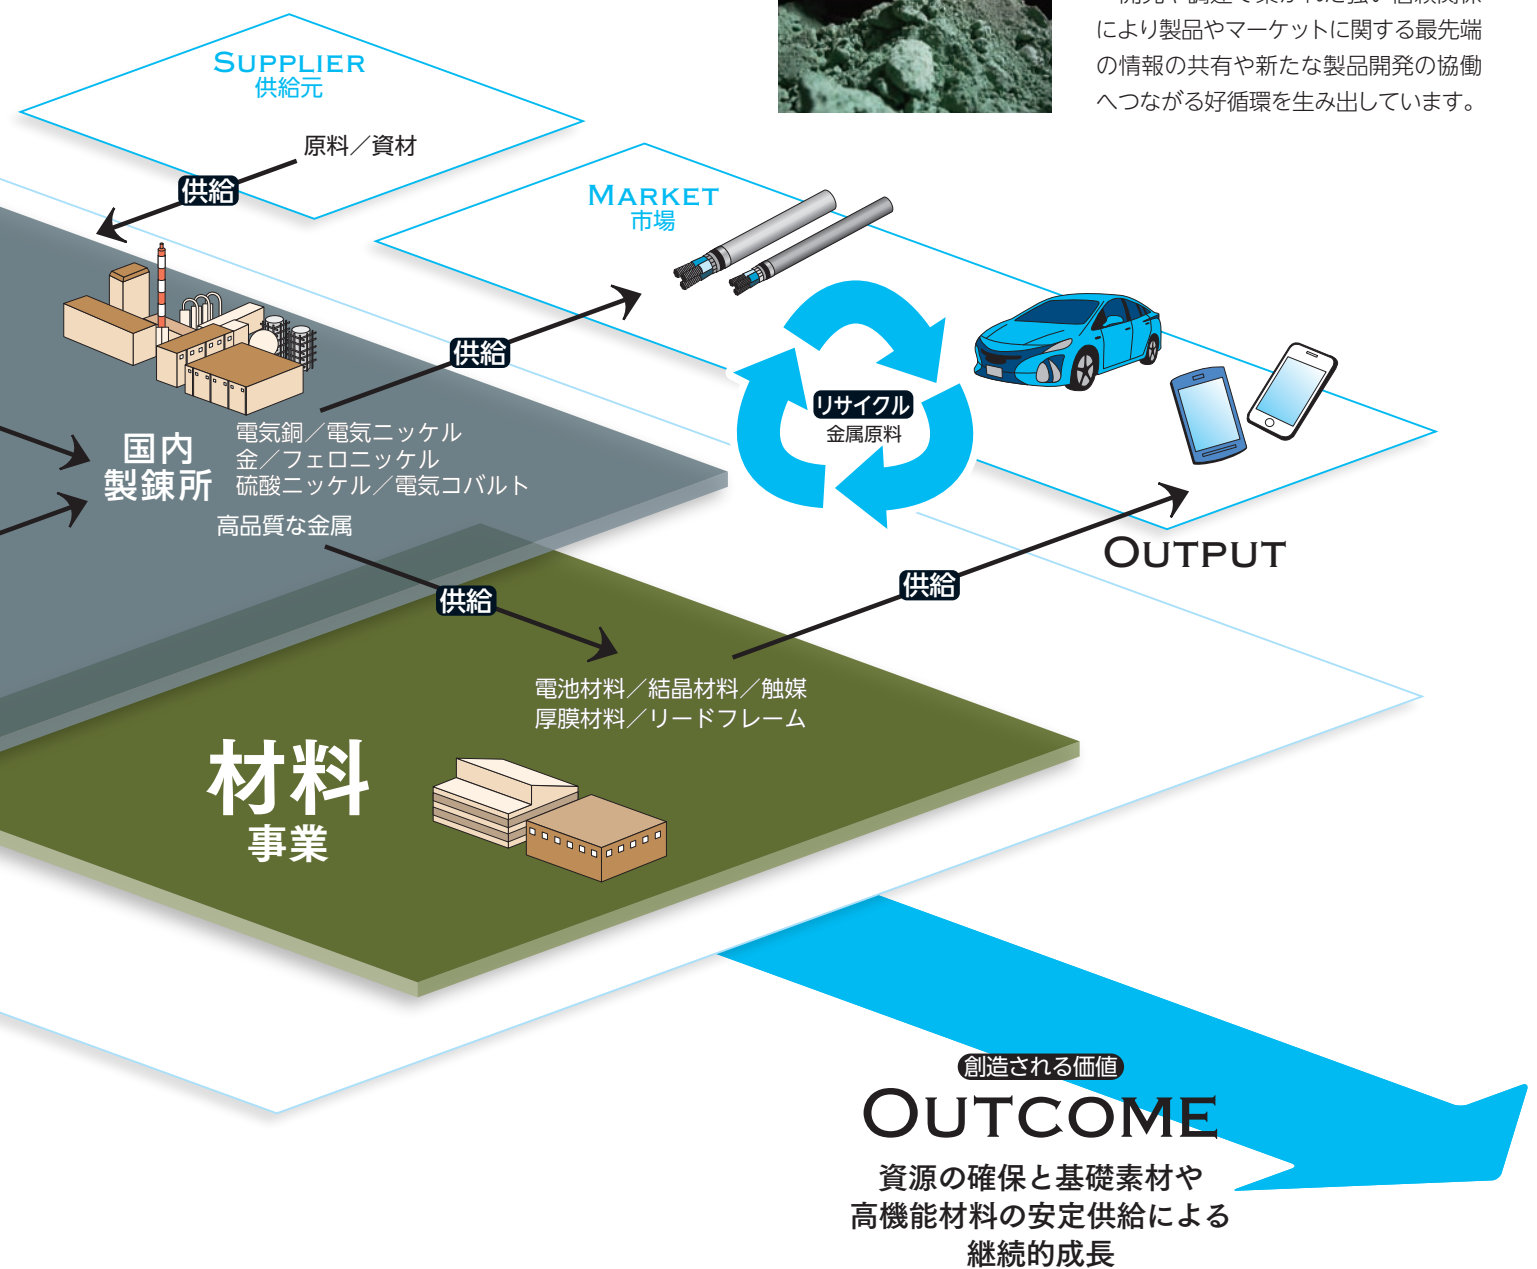 により製品やマーケットに関する最先端
の情報の共有や新たな製品開発の協働
へつながる好循環を生み出しています。
SUPPLIER
供給元
原料／資材
供給
MARKET
市場
供給
リサイクル
金属原料
国内
製錬所
電気銅／電気ニッケル
金／フェロニッケル
硫酸ニッケル／電気コバルト
高品質な金属
OUTPUT
供給
供給
電池材料／結晶材料／触媒
厚膜材料／リードフレーム
材料
事業
創造される価値
OUTCOME
資源の確保と基礎素材や
高機能材料の安定供給による
継続的成長